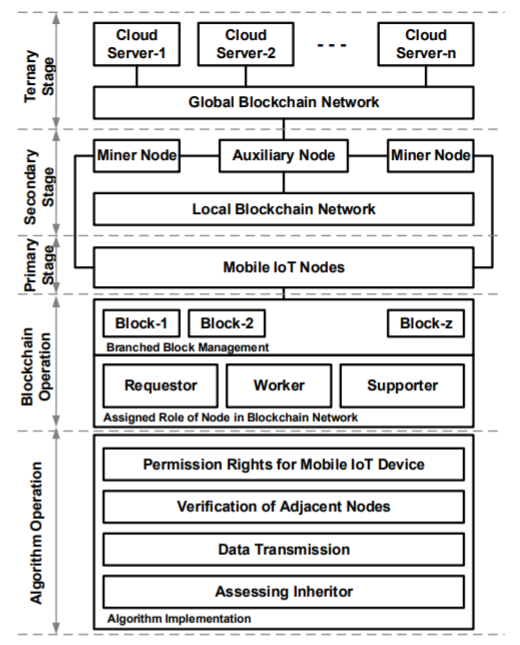 Ternary
Stage
Cloud
Server-1
Cloud
Server-2
- - -
Cloud
Server-n
Global Blockchain Network
Secondary
Stage
Miner Node
Auxiliary Node
Miner Node
Local Blockchain Network
Primary
Stage
Mobile IoT Nodes
Blockchain
Operation
Block-1
Block-2
Block-z
Branched Block Management
Requestor
Worker
Supporter
Assigned Role of Node in Blockchain Network
Algorithm Operation
Permission Rights for Mobile IoT Device
Verification of Adjacent Nodes
Data Transmission
Assessing Inheritor
Algorithm Implementation